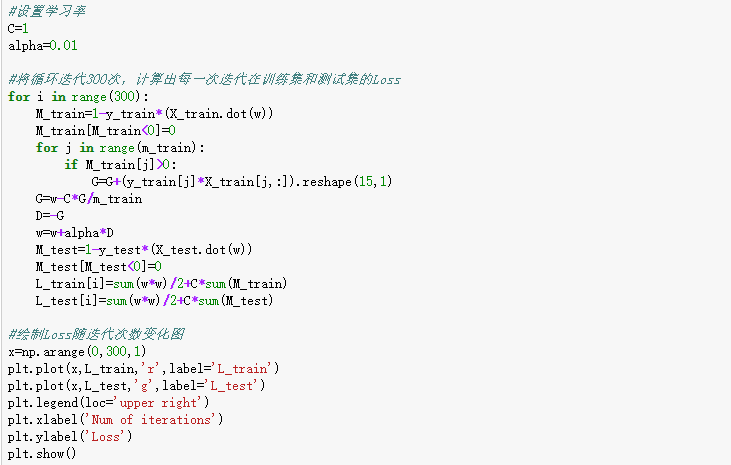 #设置学习率
C=1
alpha=0.01
#将循环迭代300次，计算出每一次迭代在训练集和测试集的Loss
for i in range(300):
    M_train=1-y_train*(X_train.dot(w))
    M_train[M_train<0]=0
    for j in range(m_train):
        if M_train[j]>0:
            G=G+(y_train[j]*X_train[j,:]).reshape(15,1)
    G=w-C*G/m_train
    D=-G
    w=w+alpha*D
    M_test=1-y_test*(X_test.dot(w))
    M_test[M_test<0]=0
    L_train[i]=sum(w*w)/2+C*sum(M_train)
    L_test[i]=sum(w*w)/2+C*sum(M_test)
#绘制Loss随迭代次数变化图
x=np.arange(0,300,1)
plt.plot(x,L_train,'r',label='L_train')
plt.plot(x,L_test,'g',label='L_test')
plt.legend(loc='upper right')
plt.xlabel('Num of iterations')
plt.ylabel('Loss')
plt.show()